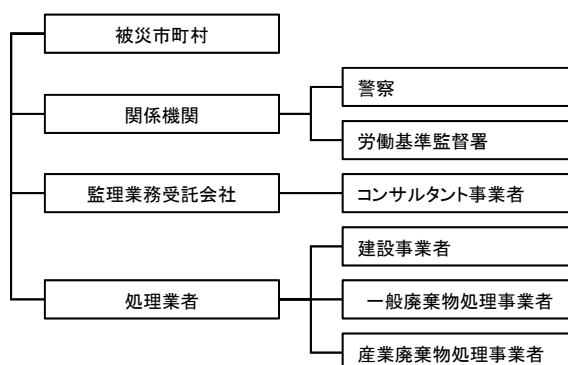 被災市町村
関係機関
警察
労働基準監督署
監理業務受託会社
コンサルタント事業者
処理業者
建設事業者
一般廃棄物処理事業者
産業廃棄物処理事業者